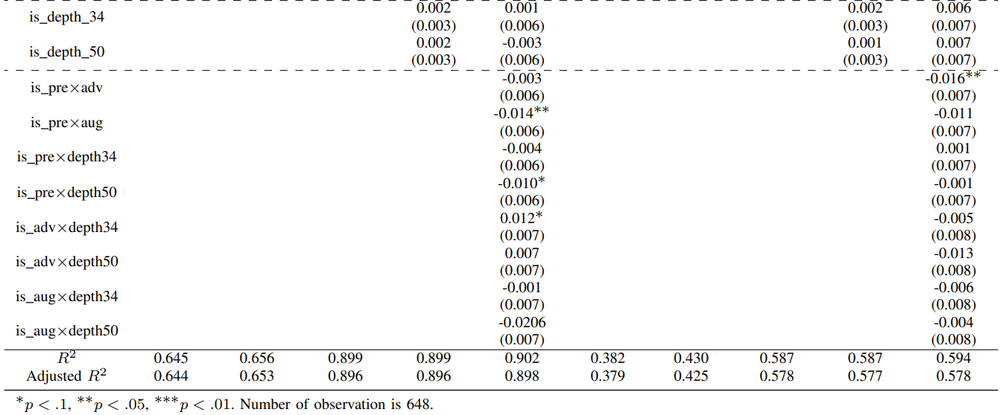 is_depth_34 0.002 0.001 0.002 0.006
(0.003) (0.006) (0.003) (0.007)
is_depth_50 0.002 -0.003 0.001 0.007
(0.003) (0.006) (0.003) (0.007)
is_pre×adv -0.003 -0.016**
(0.006) (0.007)
is_pre×aug -0.014** -0.011
(0.006) (0.007)
is_pre×depth34 -0.004 0.001
(0.006) (0.007)
is_pre×depth50 -0.010* -0.001
(0.006) (0.007)
is_adv×depth34 0.012* -0.005
(0.007) (0.008)
is_adv×depth50 0.007 -0.013
(0.007) (0.008)
is_aug×depth34 -0.001 -0.006
(0.007) (0.008)
is_aug×depth50 -0.0206 -0.004
(0.007) (0.008)
R² 0.645 0.656 0.899 0.899 0.902 0.382 0.430 0.587 0.587 0.594
Adjusted R² 0.644 0.653 0.896 0.896 0.898 0.379 0.425 0.578 0.577 0.578
*p < .1, **p < .05, ***p < .01. Number of observation is 648.